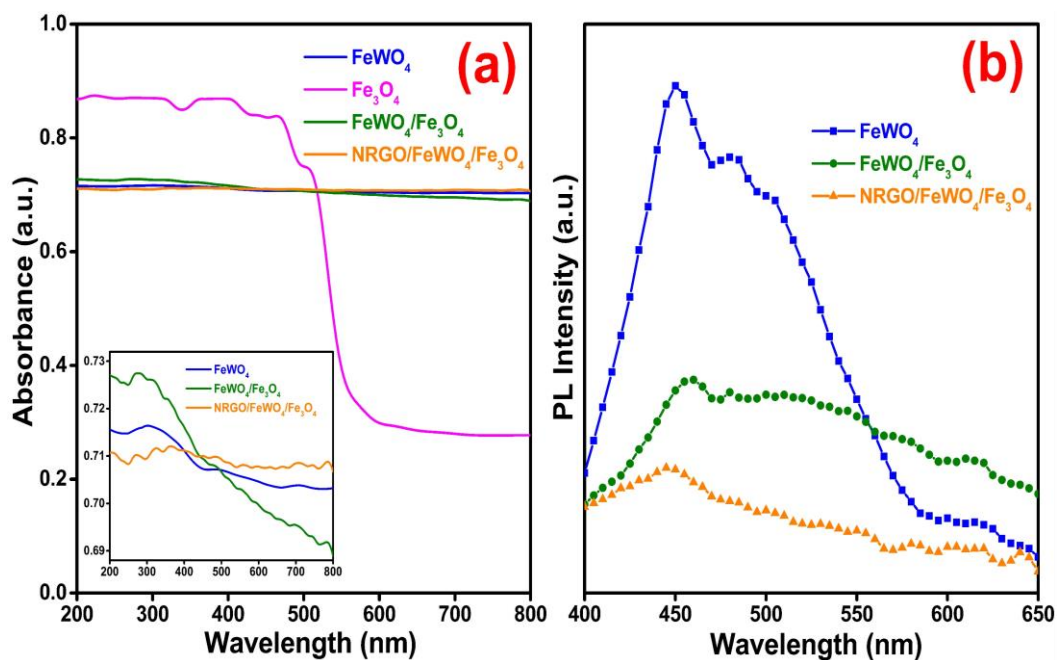 (a)
FeWO₄
Fe₃O₄
FeWO₄/Fe₃O₄
NRGO/FeWO₄/Fe₃O₄
Absorbance (a.u.)
1.0
0.8
0.6
0.4
0.2
0.0
200 300 400 500 600 700 800
Wavelength (nm)
FeWO₄
FeWO₄/Fe₃O₄
NRGO/FeWO₄/Fe₃O₄
0.73
0.72
0.71
0.70
0.69
200 300 400 500 600 700 800
(b)
FeWO₄
FeWO₄/Fe₃O₄
NRGO/FeWO₄/Fe₃O₄
PL Intensity (a.u.)
400 450 500 550 600 650
Wavelength (nm)